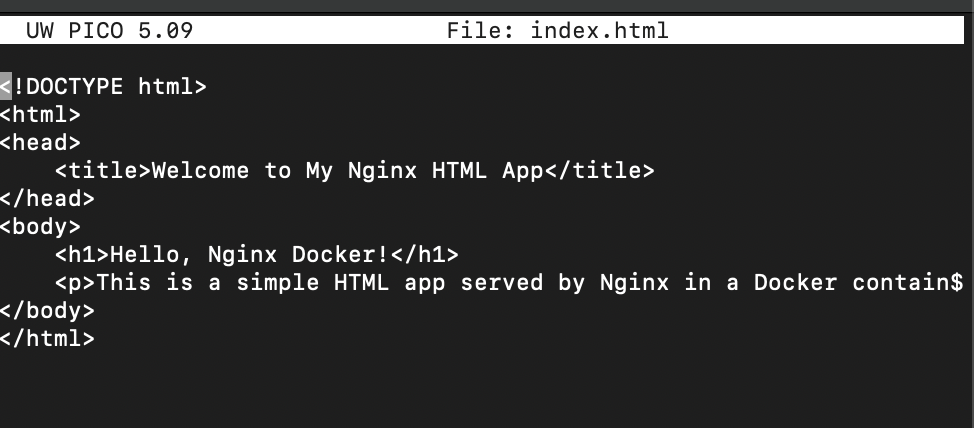 UW PICO 5.09 File: index.html
<!DOCTYPE html>
<html>
<head>
    <title>Welcome to My Nginx HTML App</title>
</head>
<body>
    <h1>Hello, Nginx Docker!</h1>
    <p>This is a simple HTML app served by Nginx in a Docker contain$
</body>
</html>